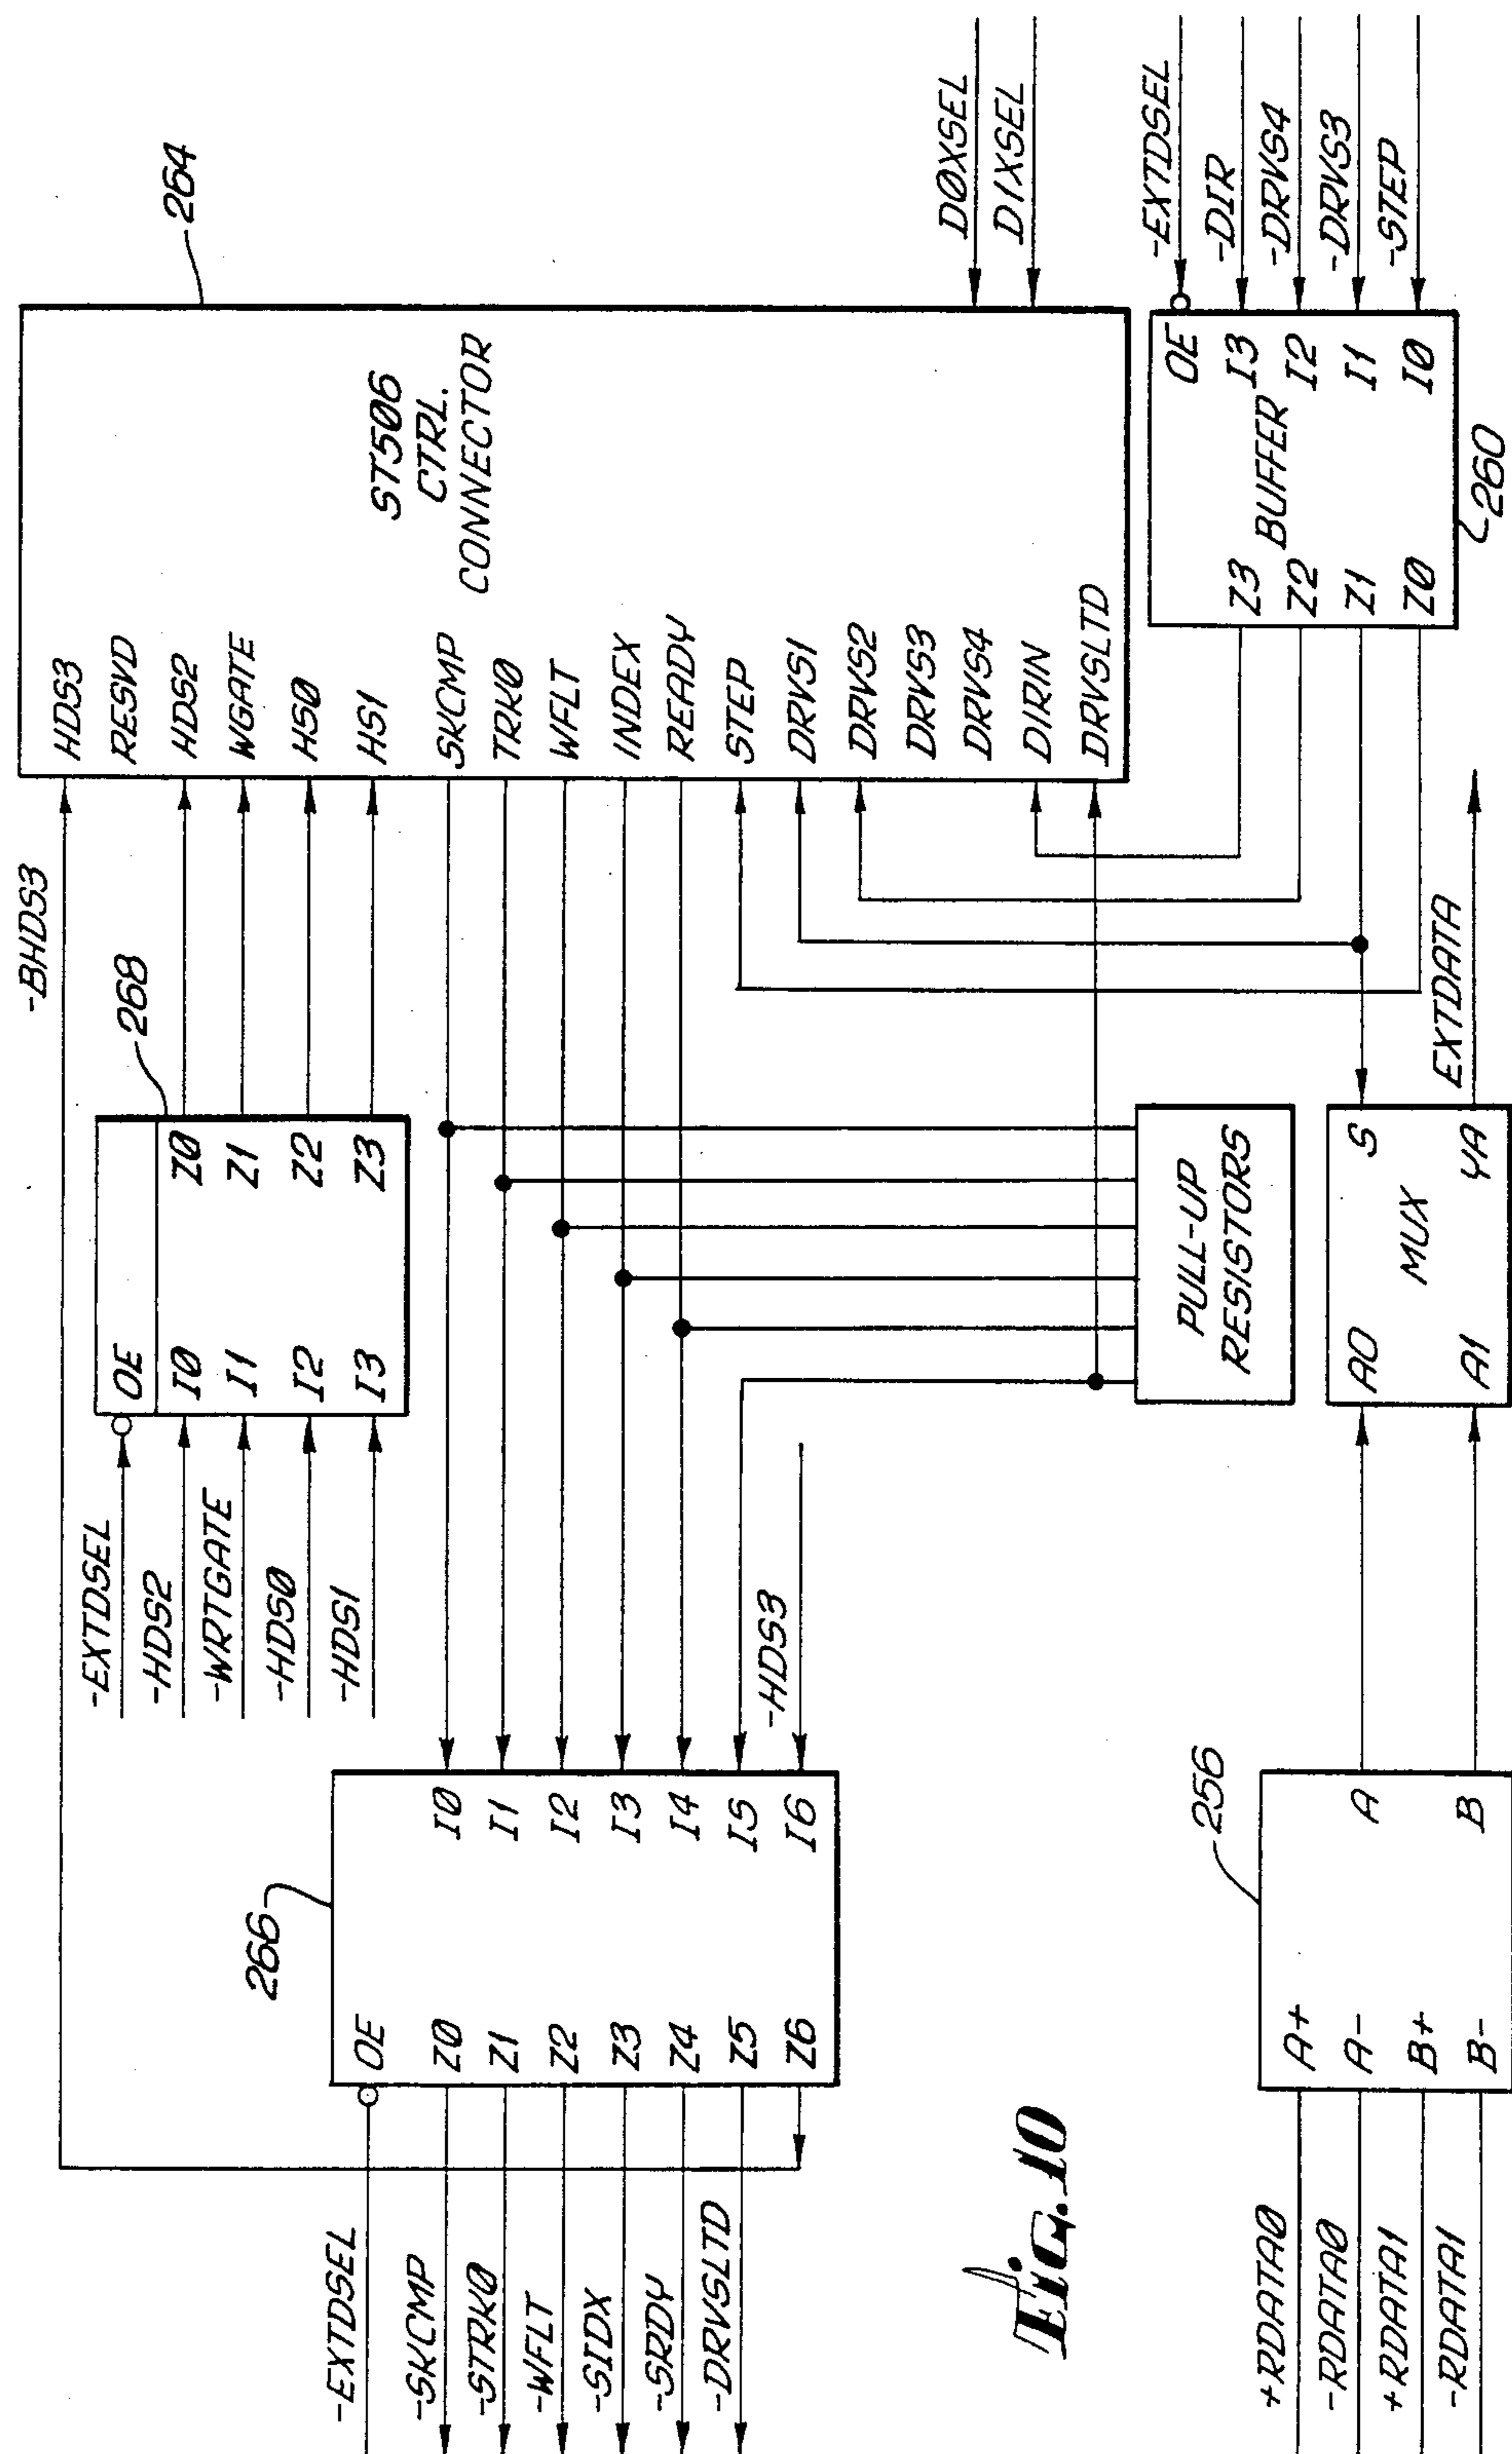 -BHDS3
264
HDS3
RESVD
HDS2
WGATE
HS0
HS1
SKCMP
TRK0
WFLT
INDEX
READY
STEP
DRVS1
DRVS2
DRVS3
DRVS4
DIRIN
DRVSLTD
ST506
CTRL.
CONNECTOR
D0XSEL
D1XSEL
268
-EXTDSEL
-HDS2
-WRTGATE
-HDS0
-HDS1
OE
I0
I1
I2
I3
Z0
Z1
Z2
Z3
266
-EXTDSEL
-SKCMP
-STRK0
-WFLT
-SIDX
-SRDY
-DRVSLTD
OE
Z0
Z1
Z2
Z3
Z4
Z5
Z6
I0
I1
I2
I3
I4
I5
I6
-HDS3
PULL-UP
RESISTORS
-EXTDSEL
-DIR
-DRVS4
-DRVS3
-STEP
OE
I3
I2
I1
I0
BUFFER
Z3
Z2
Z1
Z0
260
256
+RDATA0
-RDATA0
+RDATA1
-RDATA1
A+
A-
B+
B-
A
B
A0
A1
MUX
S
YA
EXTDATA
Fig. 10